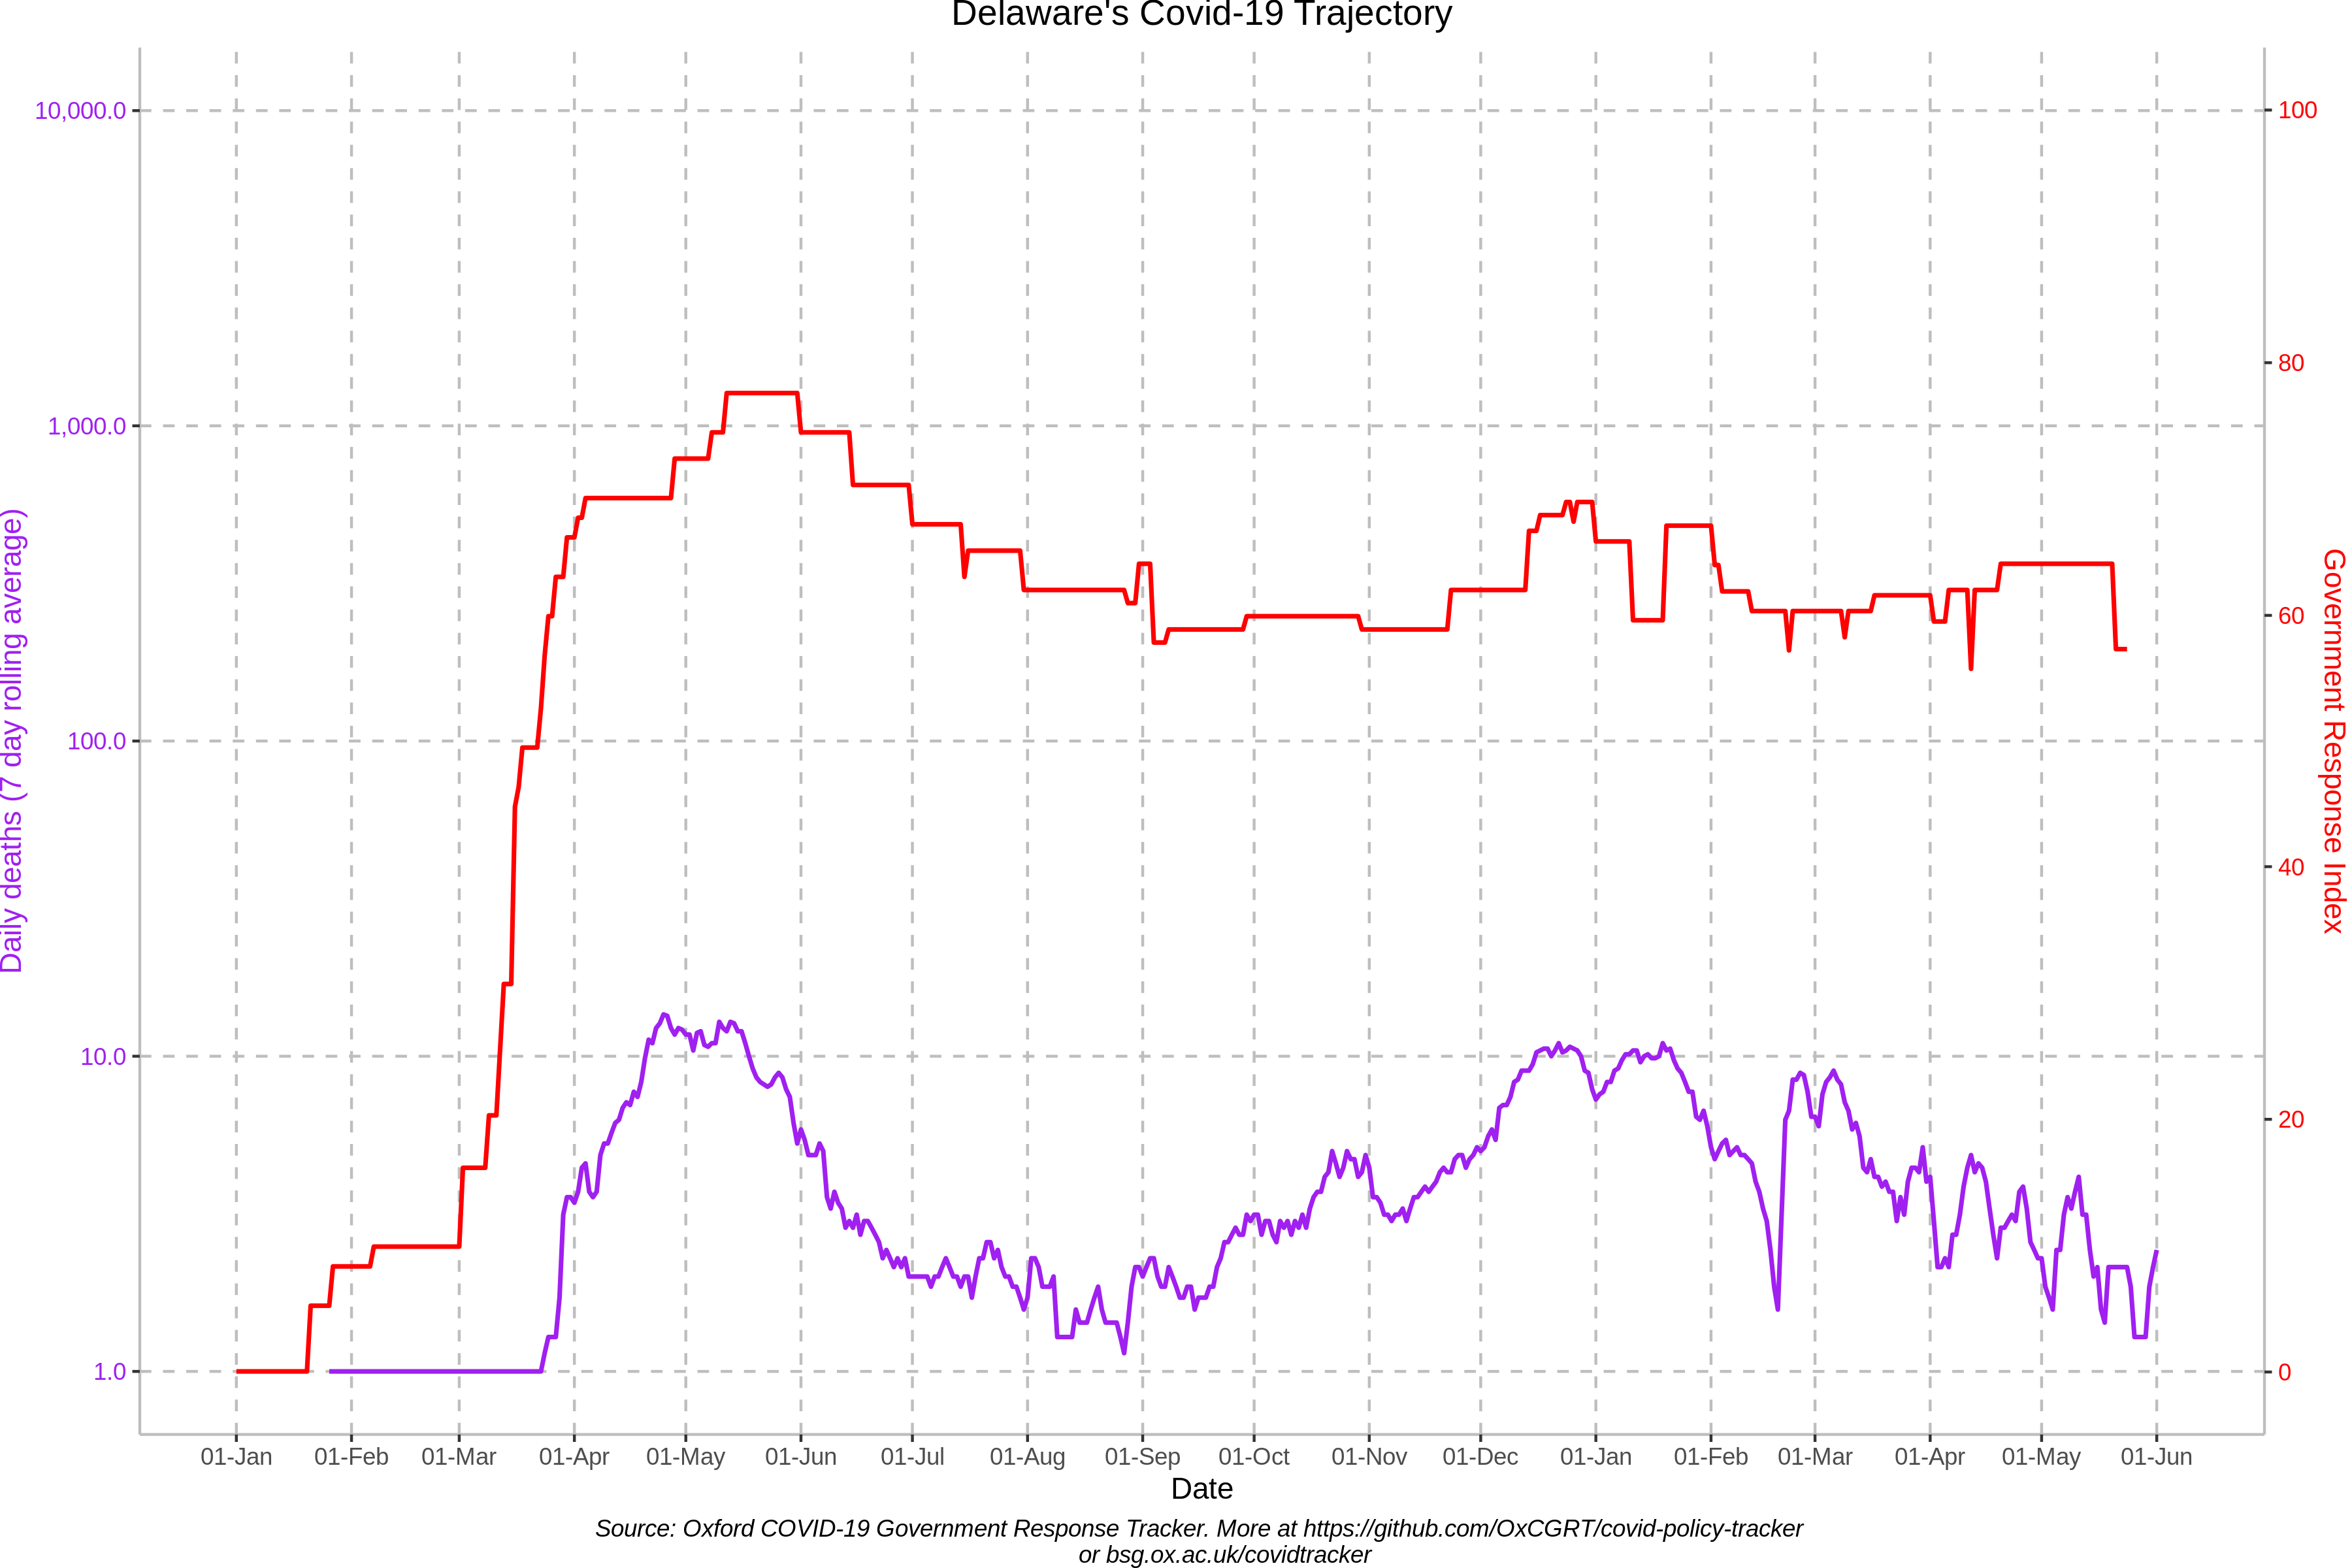 Delaware's Covid-19 Trajectory
10,000.0
1,000.0
100.0
10.0
1.0
Daily deaths (7 day rolling average)
100
80
60
40
20
0
Government Response Index
01-Jan 01-Feb 01-Mar 01-Apr 01-May 01-Jun 01-Jul 01-Aug 01-Sep 01-Oct 01-Nov 01-Dec 01-Jan 01-Feb 01-Mar 01-Apr 01-May 01-Jun
Date
Source: Oxford COVID-19 Government Response Tracker. More at https://github.com/OxCGRT/covid-policy-tracker
or bsg.ox.ac.uk/covidtracker